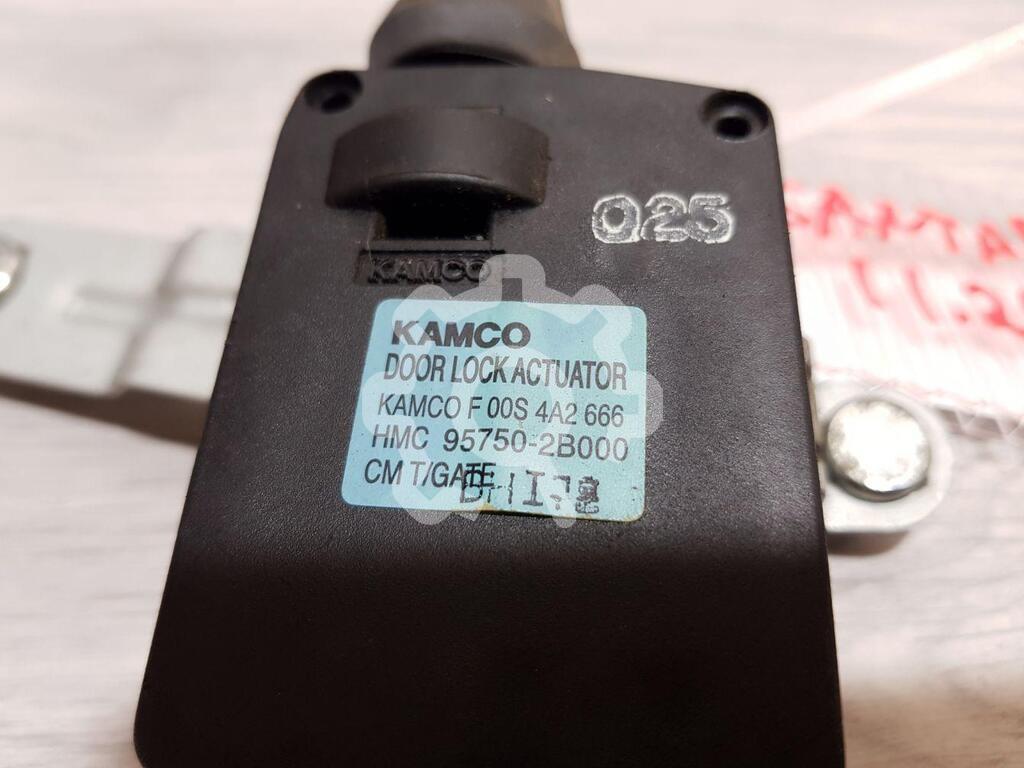 025
KAMCO
KAMCO
DOOR LOCK ACTUATOR
KAMCO F 00S 4A2 666
HMC 95750-2B000
CM T/GATE